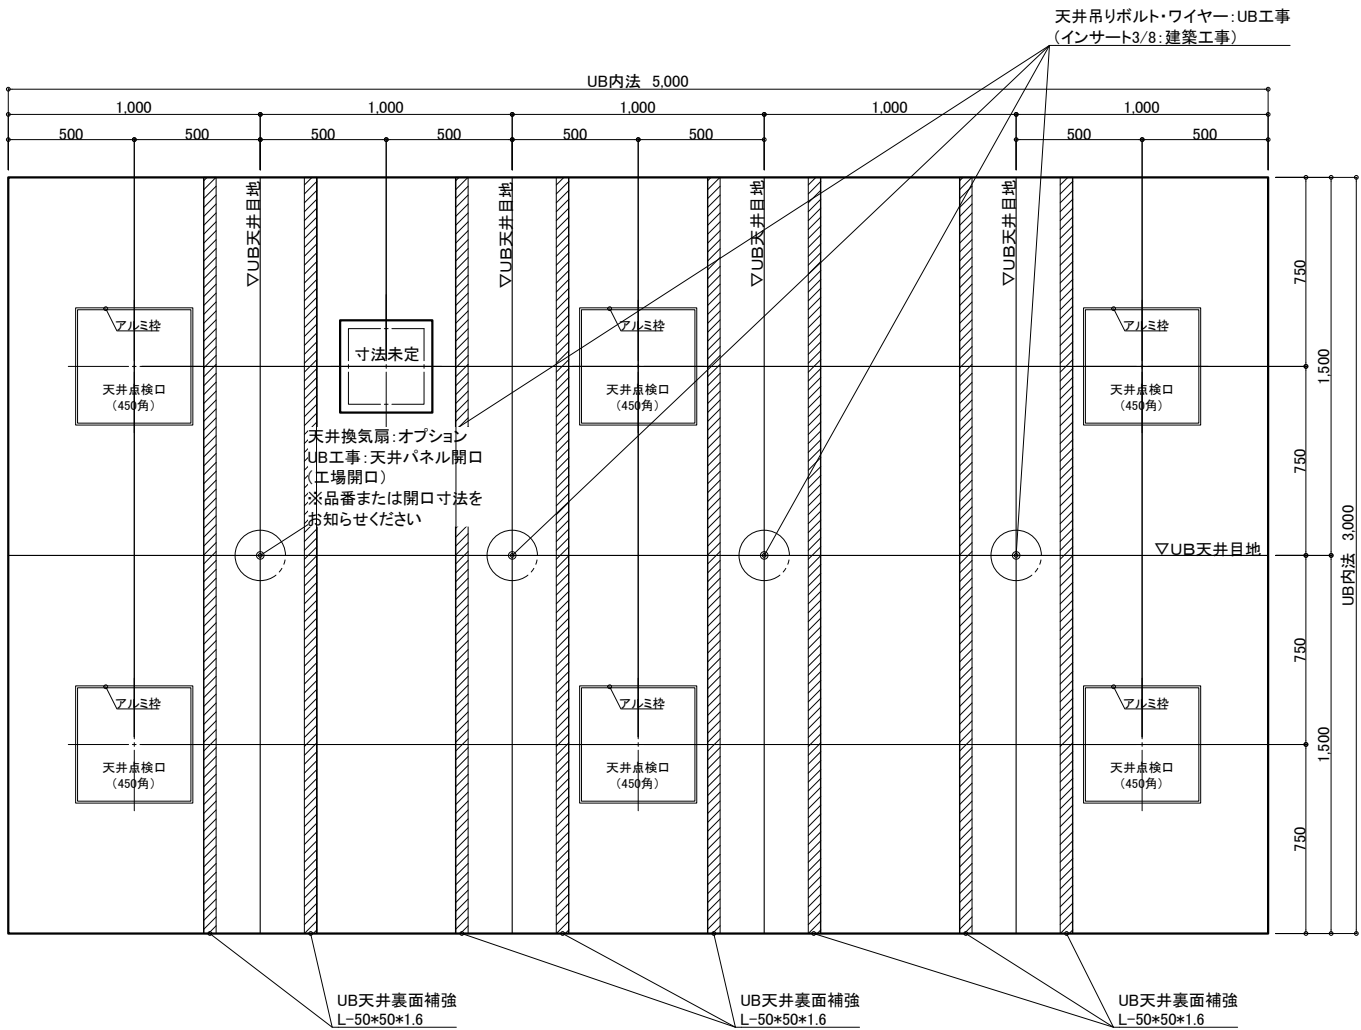 天井吊りボルト・ワイヤー：UB工事
（インサート3/8：建築工事）
UB内法 5,000
1,000
1,000
1,000
1,000
1,000
500
500
500
500
500
500
500
500
▽UB天井目地
▽UB天井目地
▽UB天井目地
▽UB天井目地
アルミ枠
天井点検口
（450角）
寸法未定
アルミ枠
天井点検口
（450角）
アルミ枠
天井点検口
（450角）
天井換気扇：オプション
UB工事：天井パネル開口
（工場開口）
※品番または開口寸法を
お知らせください
▽UB天井目地
アルミ枠
天井点検口
（450角）
アルミ枠
天井点検口
（450角）
アルミ枠
天井点検口
（450角）
750
750
750
750
1,500
1,500
UB内法 3,000
UB天井裏面補強
L-50*50*1.6
UB天井裏面補強
L-50*50*1.6
UB天井裏面補強
L-50*50*1.6